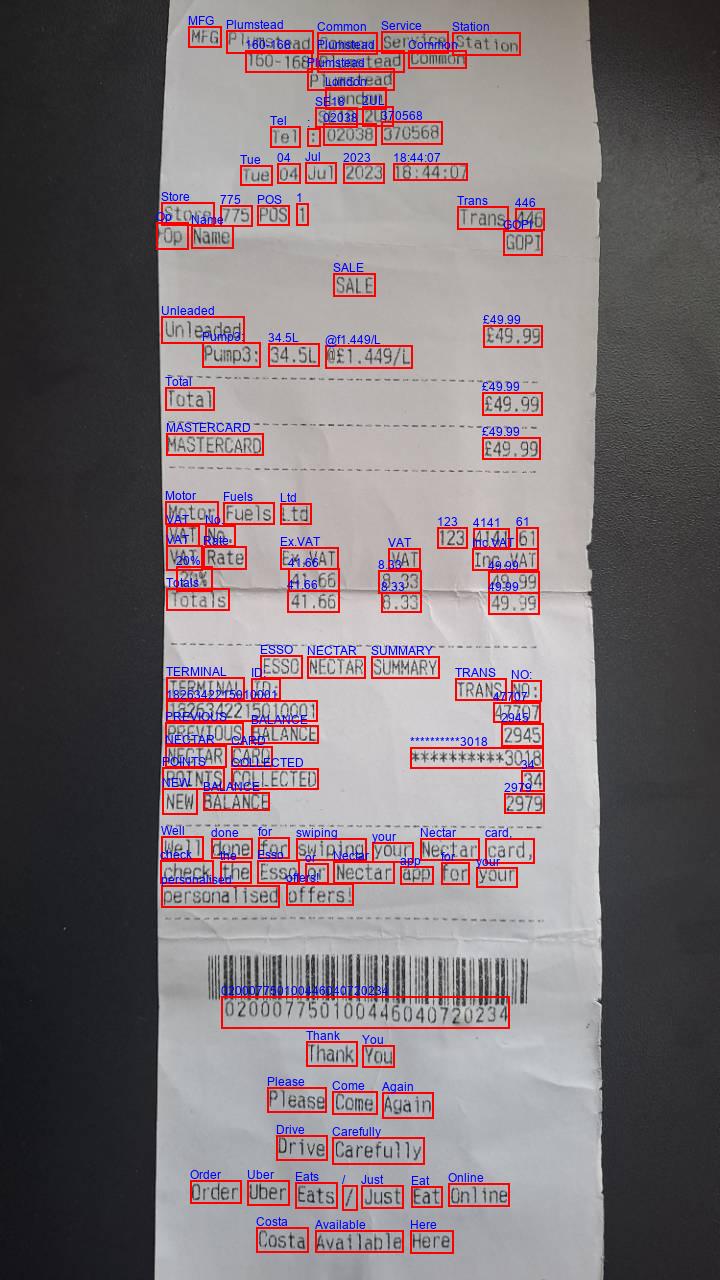 MFG Plumstead Common Service Station
160-168 Plumstead Common
Plumstead
London
SE18 2UL
Tel : 02038 370568
Tue 04 Jul 2023 18:44:07
Store 775 POS 1 Trans 446
Op Name GOPI
SALE
Unleaded £49.99
Pump3: 34.5L @£1.449/L
Total £49.99
MASTERCARD £49.99
Motor Fuels Ltd
VAT No. 123 4141 61
VAT Rate Ex.VAT VAT Inc.VAT
20% 41.66 8.33 49.99
Totals 41.66 8.33 49.99
ESSO NECTAR SUMMARY
TERMINAL ID: TRANS NO:
1826342215010001 47707
PREVIOUS BALANCE 2945
NECTAR CARD **********3018
POINTS COLLECTED 34
NEW BALANCE 2979
Well done for swiping your Nectar card,
check the Esso or Nectar app for your
personalised offers!
02000775010044604072​0234
Thank You
Please Come Again
Drive Carefully
Order Uber Eats / Just Eat Online
Costa Available Here